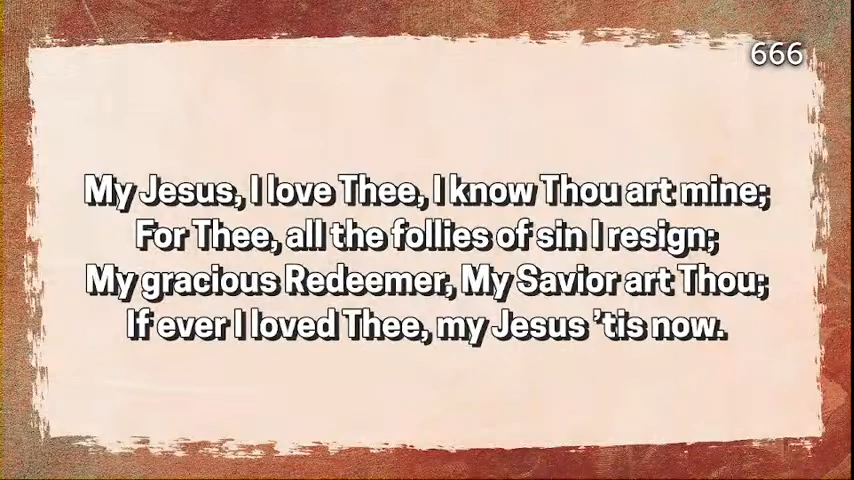 666
My Jesus, I love Thee, I know Thou art mine;
For Thee, all the follies of sin I resign;
My gracious Redeemer, My Savior art Thou;
If ever I loved Thee, my Jesus ’tis now.